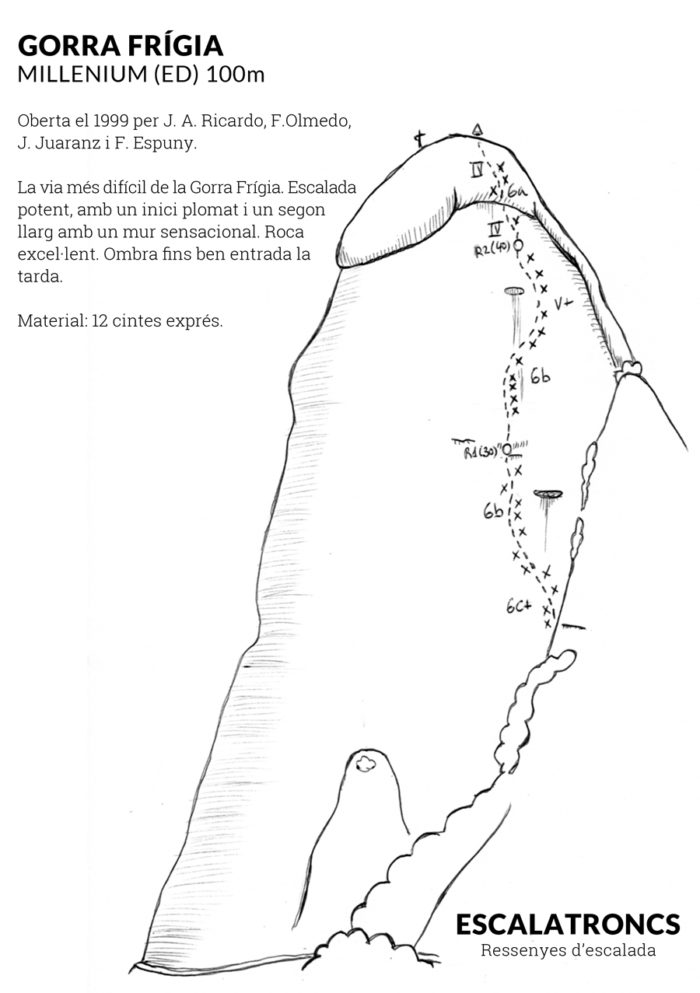 GORRA FRÍGIA
MILLENIUM (ED) 100m
Oberta el 1999 per J. A. Ricardo, F.Olmedo,
J. Juaranz i F. Espuny.
La via més difícil de la Gorra Frígia. Escalada
potent, amb un inici plomat i un segon
llarg amb un mur sensacional. Roca
excel·lent. Ombra fins ben entrada la
tarda.
Material: 12 cintes exprés.
IV
6a
IV
R2(40)
V+
6b
R1(30)
6b
6c+
ESCALATRONCS
Ressenyes d'escalada